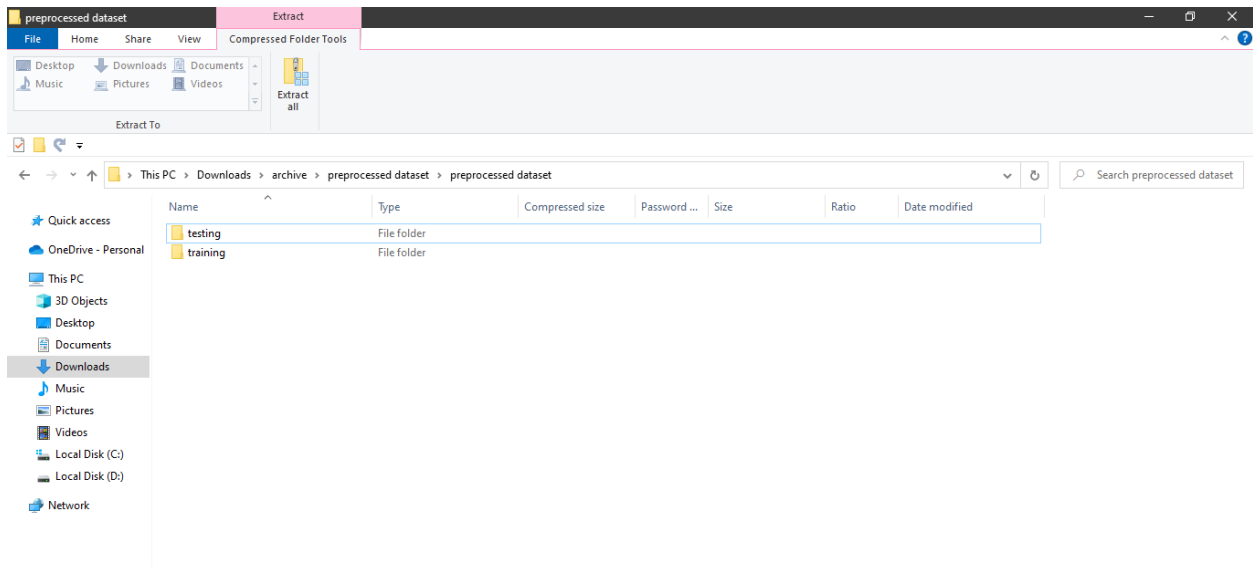 preprocessed dataset
Extract
File
Home
Share
View
Compressed Folder Tools
Desktop
Downloads
Documents
Music
Pictures
Videos
Extract To
Extract
all
This PC > Downloads > archive > preprocessed dataset > preprocessed dataset
Search preprocessed dataset
Quick access
OneDrive - Personal
This PC
3D Objects
Desktop
Documents
Downloads
Music
Pictures
Videos
Local Disk (C:)
Local Disk (D:)
Network
Name
Type
Compressed size
Password ...
Size
Ratio
Date modified
testing
File folder
training
File folder